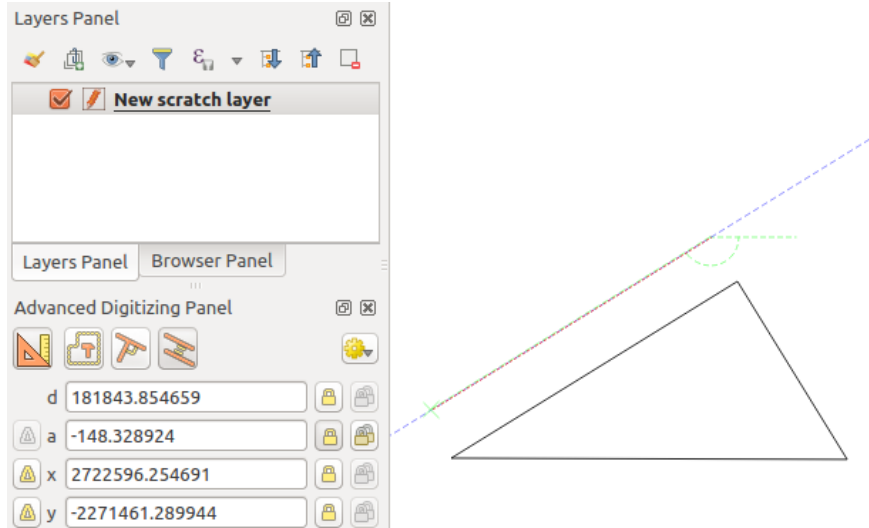 Layers Panel
New scratch layer
Layers Panel Browser Panel
Advanced Digitizing Panel
d 181843.854659
a -148.328924
x 2722596.254691
y -2271461.289944